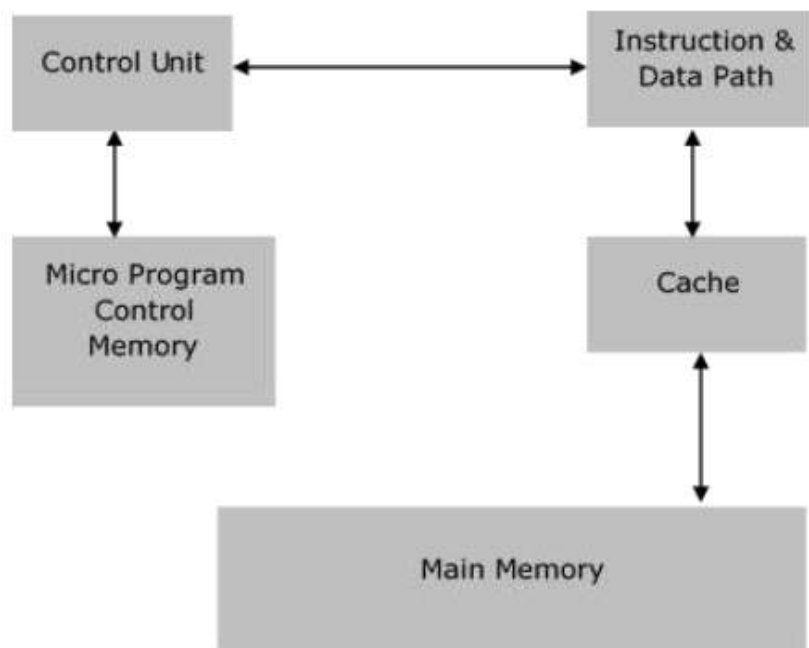 Control Unit
Instruction &
Data Path
Micro Program
Control
Memory
Cache
Main Memory